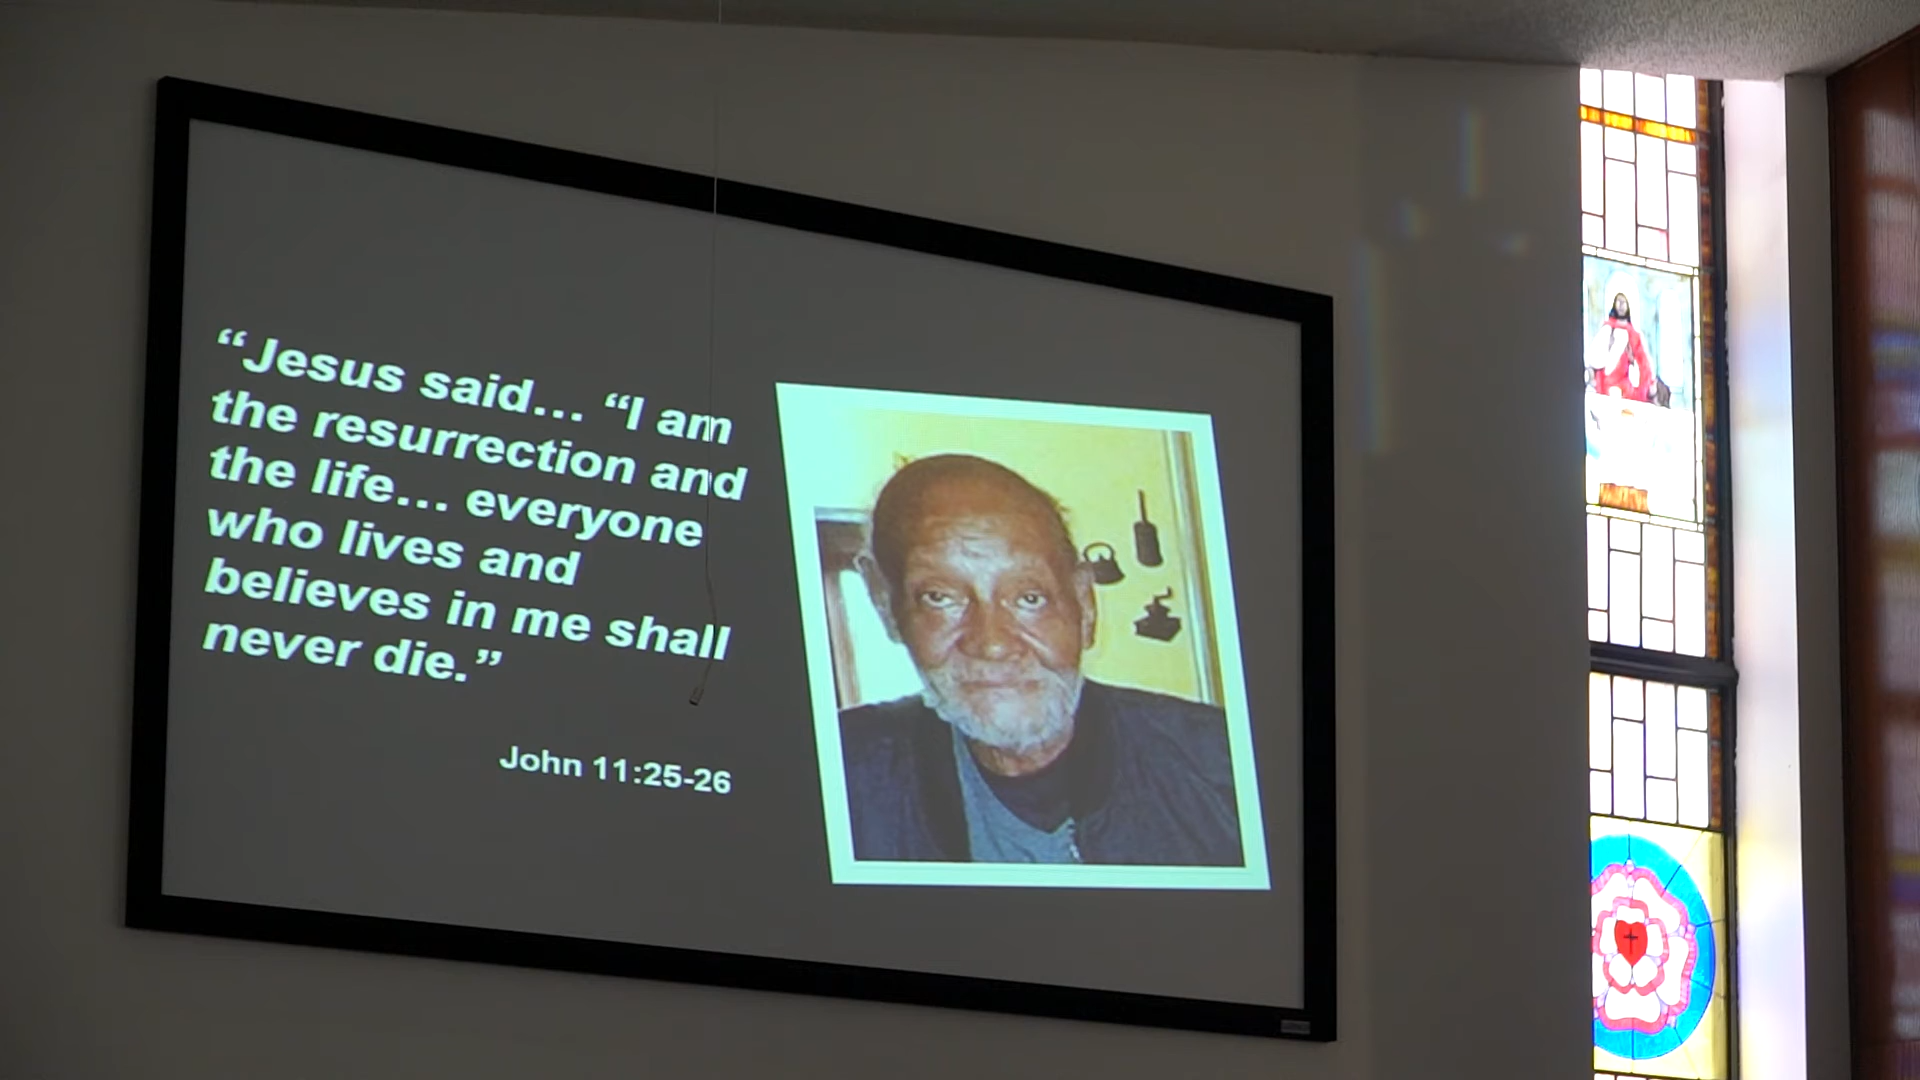 “Jesus said... “I am
the resurrection and
the life... everyone
who lives and
believes in me shall
never die.”
John 11:25-26